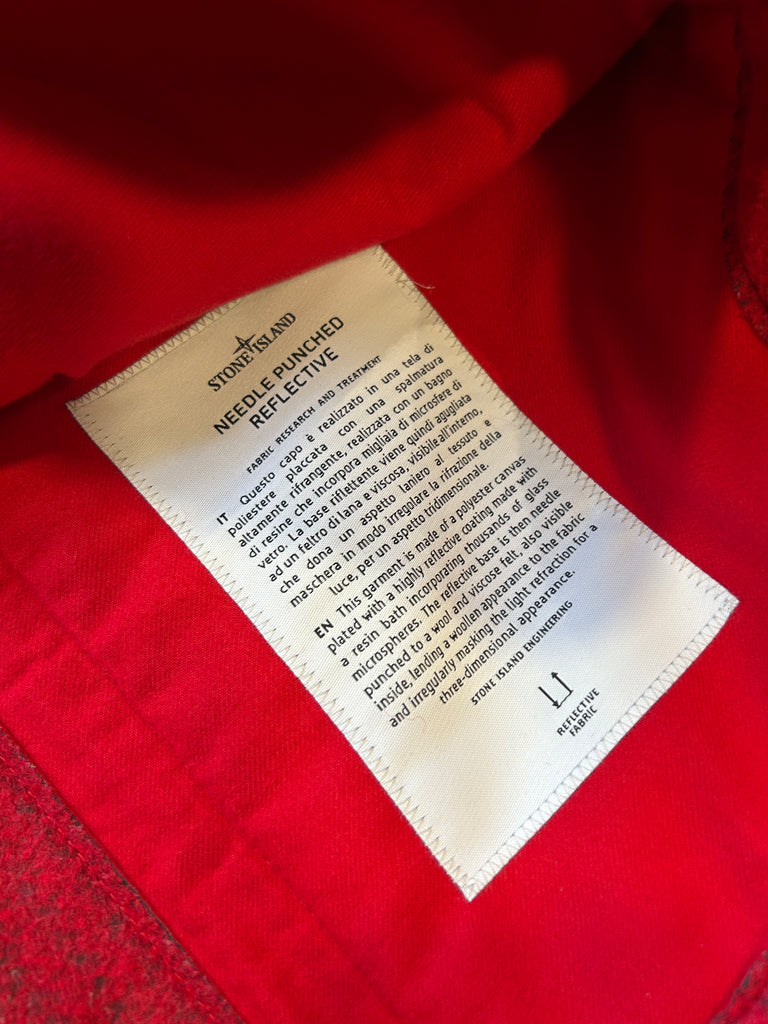 STONE ISLAND
NEEDLE PUNCHED
REFLECTIVE
FABRIC RESEARCH AND TREATMENT
IT Questo capo è realizzato in una tela di
poliestere placcata con una spalmatura
altamente rifrangente, realizzata con un bagno
di resine che incorpora migliaia di microsfere di
vetro. La base riflettente viene quindi agugliata
ad un feltro di lana e viscosa, visibile all'interno,
che dona un aspetto laniero al tessuto e
maschera in modo irregolare la rifrazione della
luce, per un aspetto tridimensionale.
EN This garment is made of a polyester canvas
plated with a highly reflective coating made with
a resin bath incorporating thousands of glass
microspheres. The reflective base is then needle
punched to a wool and viscose felt, also visible
inside, lending a woollen appearance to the fabric
and irregularly masking the light refraction for a
three-dimensional appearance.
STONE ISLAND ENGINEERING
REFLECTIVE
FABRIC